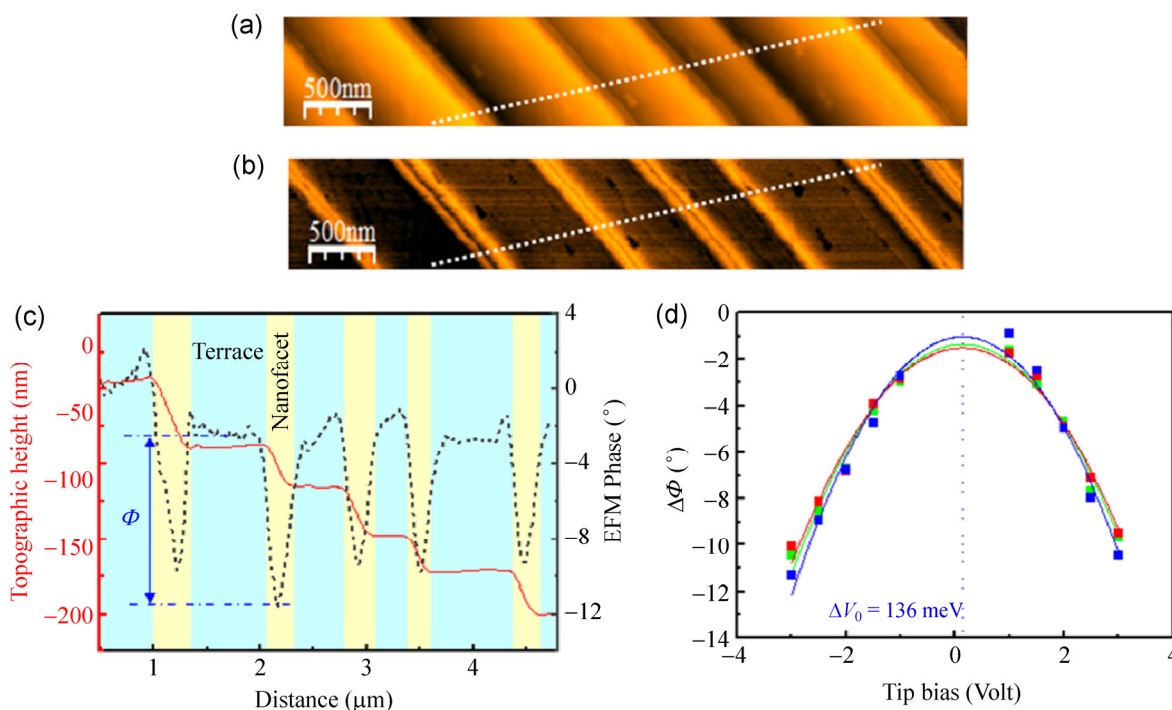 (a)
500nm
(b)
500nm
(c)
0
−50
−100
−150
−200
Topographic height (nm)
Terrace
Nanofacet
Φ
4
0
−4
−8
−12
EFM Phase (°)
1
2
3
4
Distance (μm)
(d)
0
−2
−4
−6
−8
−10
−12
−14
ΔΦ (°)
ΔV₀ = 136 meV
−4
−2
0
2
4
Tip bias (Volt)